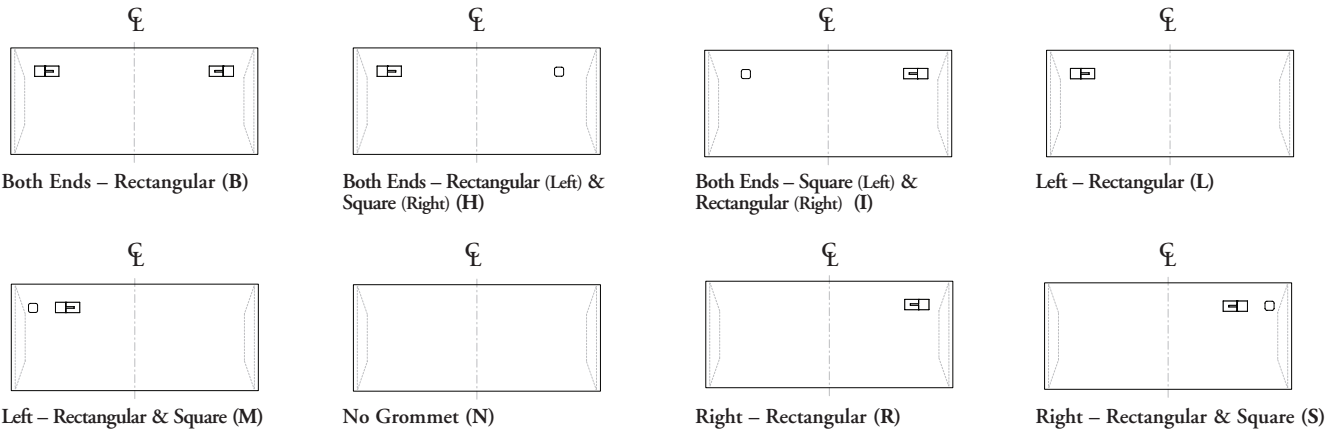 ℄
℄
℄
℄
Both Ends – Rectangular (B)
Both Ends – Rectangular (Left) &
Square (Right) (H)
Both Ends – Square (Left) &
Rectangular (Right) (I)
Left – Rectangular (L)
℄
℄
℄
℄
Left – Rectangular & Square (M)
No Grommet (N)
Right – Rectangular (R)
Right – Rectangular & Square (S)